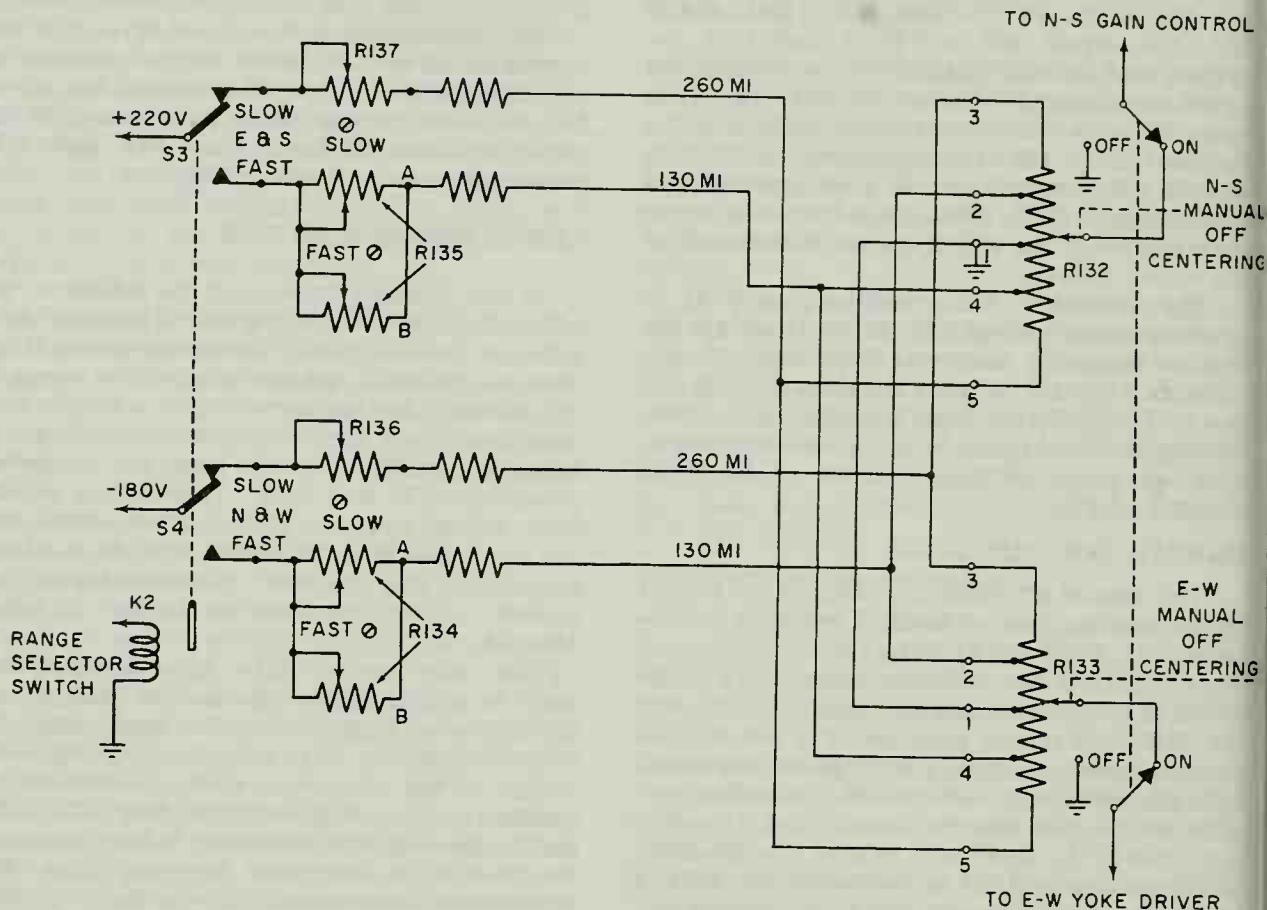 TO N-S GAIN CONTROL
R137
+220V
SLOW
E & S
FAST
S3
SLOW
260 MI
3
OFF
ON
A
130 MI
2
N-S
MANUAL
OFF
CENTERING
FAST
R135
1
R132
4
B
5
R136
-180V
SLOW
N & W
FAST
S4
SLOW
260 MI
A
130 MI
3
E-W
MANUAL
OFF
CENTERING
K2
RANGE
SELECTOR
SWITCH
FAST
R134
2
R133
1
B
4
OFF
ON
5
TO E-W YOKE DRIVER